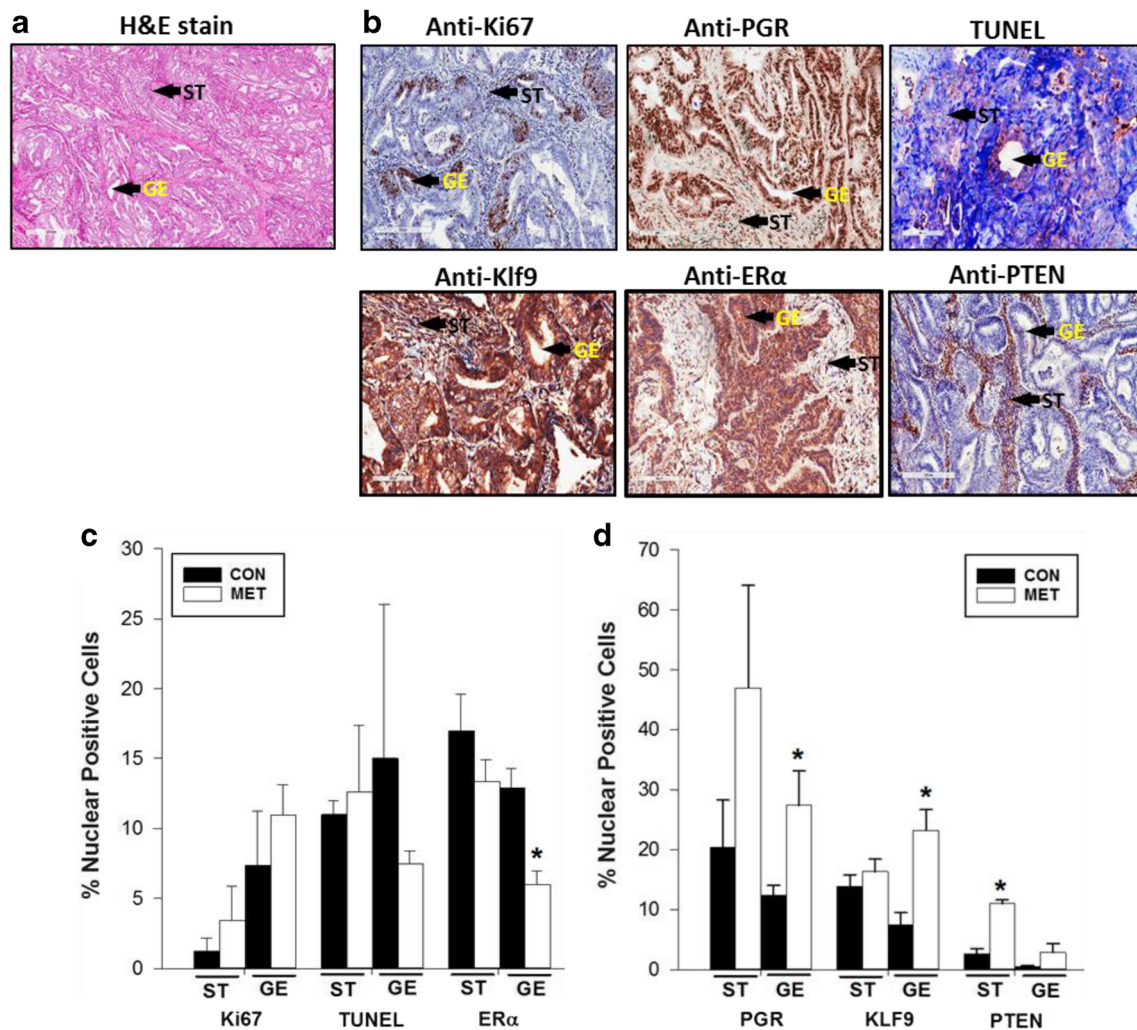 a
H&E stain
ST
GE
b
Anti-Ki67
Anti-PGR
TUNEL
ST
GE
GE
ST
ST
GE
Anti-Klf9
Anti-ERα
Anti-PTEN
ST
GE
GE
ST
GE
ST
c
% Nuclear Positive Cells
30
25
20
15
10
5
0
CON
MET
*
ST GE ST GE ST GE
Ki67 TUNEL ERα
d
% Nuclear Positive Cells
70
60
50
40
30
20
10
0
CON
MET
*
*
*
ST GE ST GE ST GE
PGR KLF9 PTEN